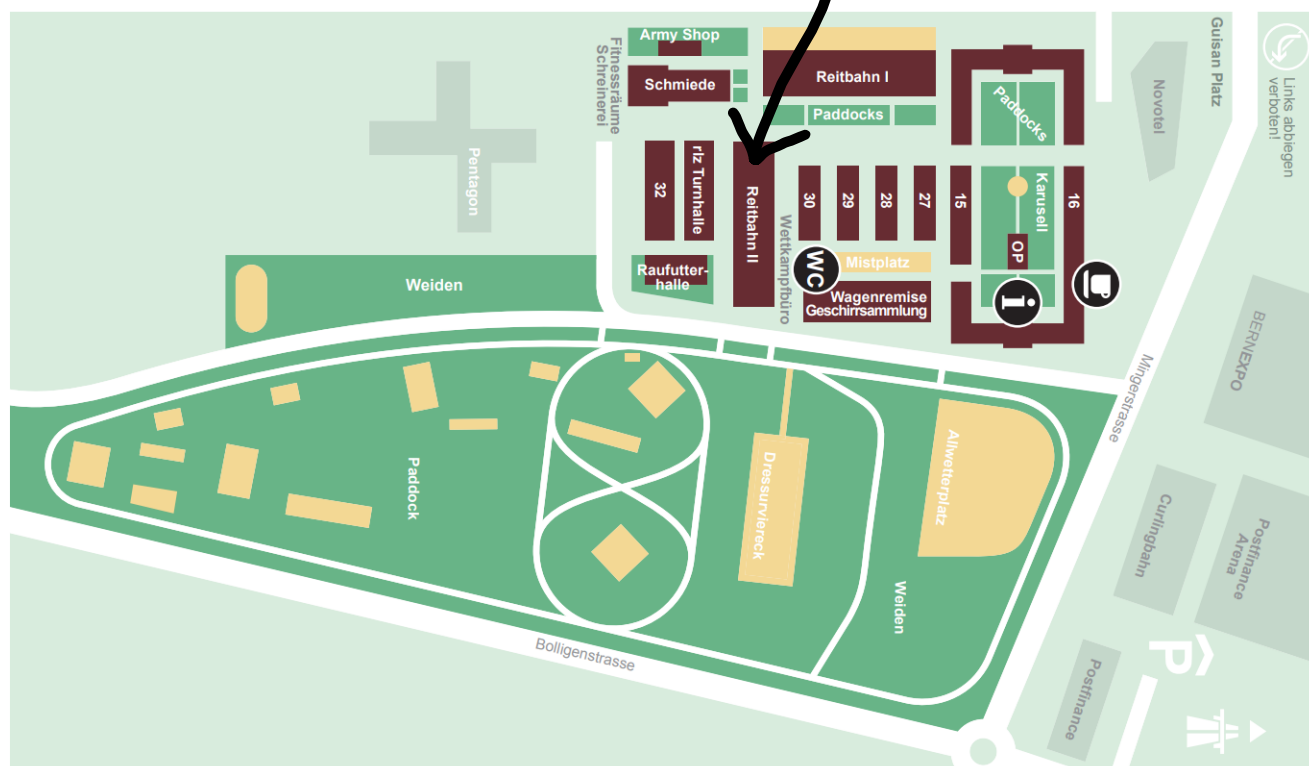 Army Shop
Schmiede
Fitnessräume
Schreinerei
Reitbahn I
Paddocks
Paddocks
Novotel
Guisan Platz
Links abbiegen
verboten!
Pentagon
32
rIz Turnhalle
Reitbahn II
Wettkampfbüro
30
29
28
27
15
Karusell
16
OP
WC
Mistplatz
i
Raufutter-
halle
Wagenremise
Geschirrsammlung
Weiden
BERNEXPO
Mingerstrasse
Allwetterplatz
Paddock
Dressurviereck
Curlingbahn
Postfinance
Arena
Weiden
Bolligenstrasse
P
Postfinance